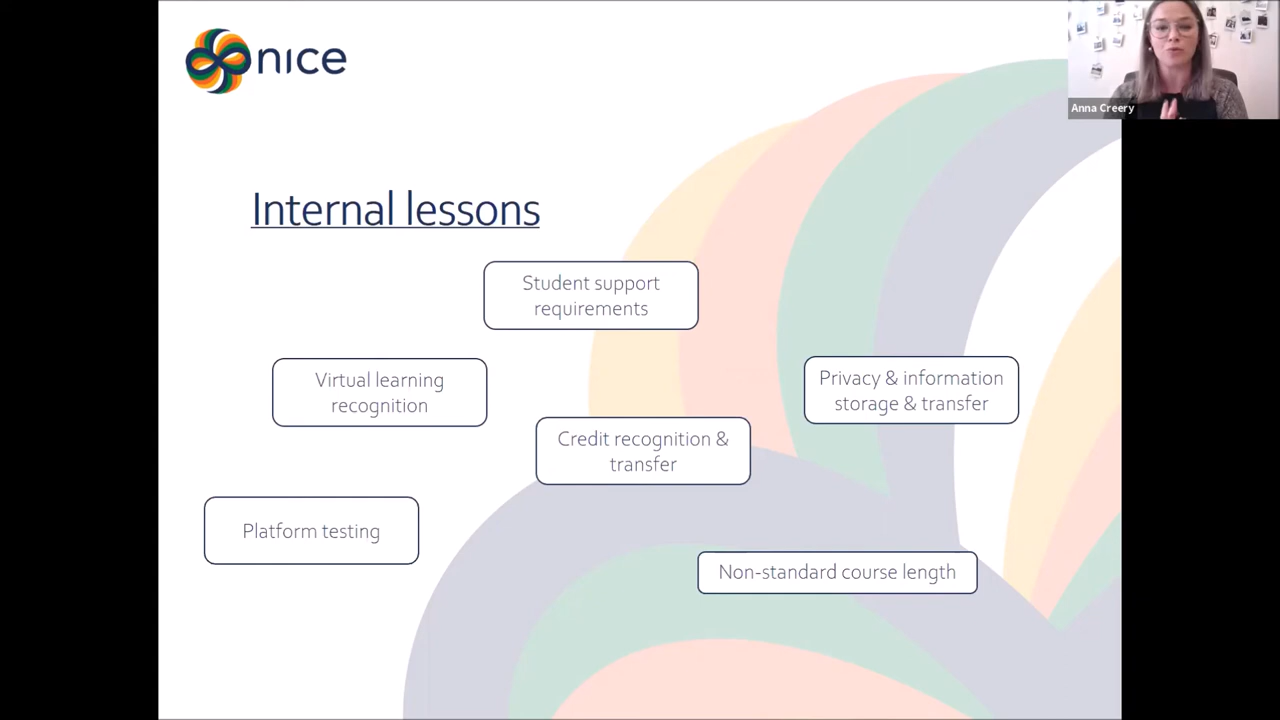 nice
Anna Creery
Internal lessons
Student support
requirements
Virtual learning
recognition
Privacy & information
storage & transfer
Credit recognition &
transfer
Platform testing
Non-standard course length